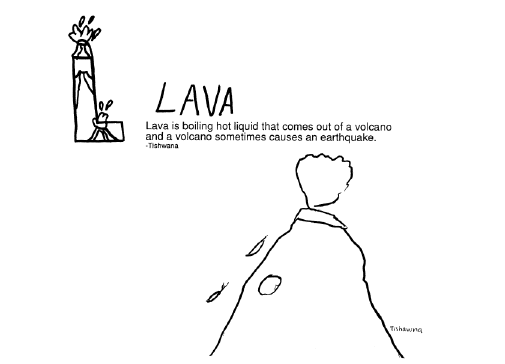 L
LAVA
Lava is boiling hot liquid that comes out of a volcano
and a volcano sometimes causes an earthquake.
-Tishwana
Tishawna